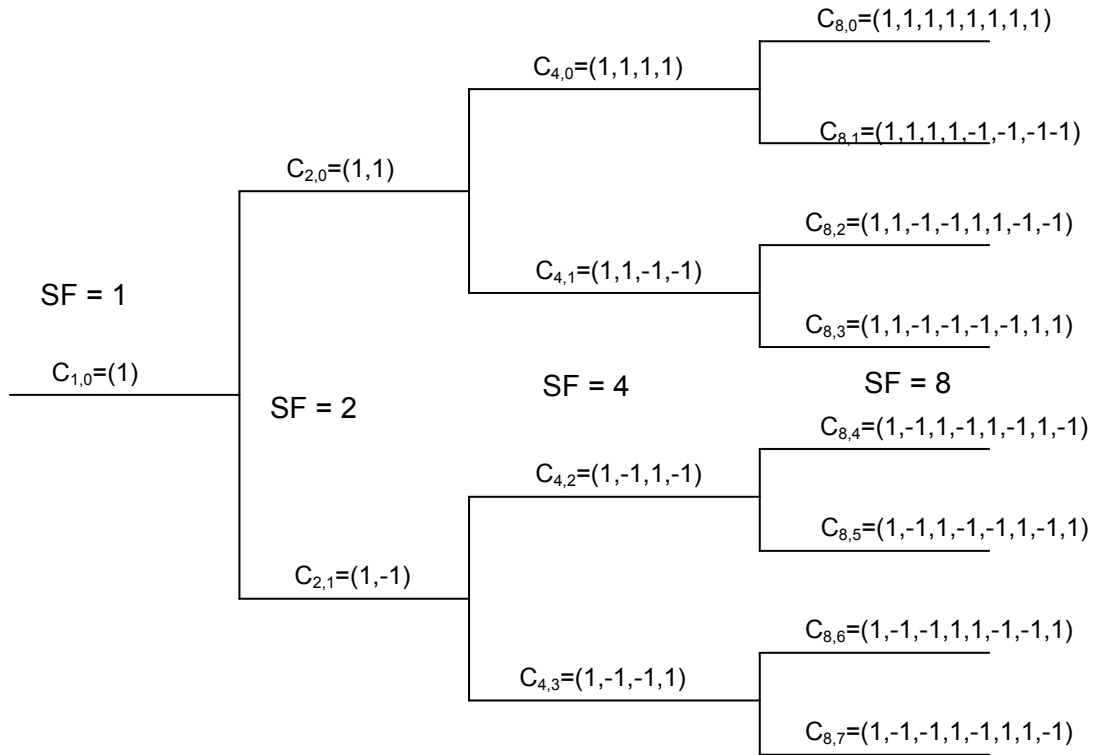 C8,0=(1,1,1,1,1,1,1,1)
C4,0=(1,1,1,1)
C8,1=(1,1,1,1,-1,-1,-1-1)
C2,0=(1,1)
C8,2=(1,1,-1,-1,1,1,-1,-1)
C4,1=(1,1,-1,-1)
SF = 1
C8,3=(1,1,-1,-1,-1,-1,1,1)
C1,0=(1)
SF = 2
SF = 4
SF = 8
C8,4=(1,-1,1,-1,1,-1,1,-1)
C4,2=(1,-1,1,-1)
C8,5=(1,-1,1,-1,-1,1,-1,1)
C2,1=(1,-1)
C8,6=(1,-1,-1,1,1,-1,-1,1)
C4,3=(1,-1,-1,1)
C8,7=(1,-1,-1,1,-1,1,1,-1)